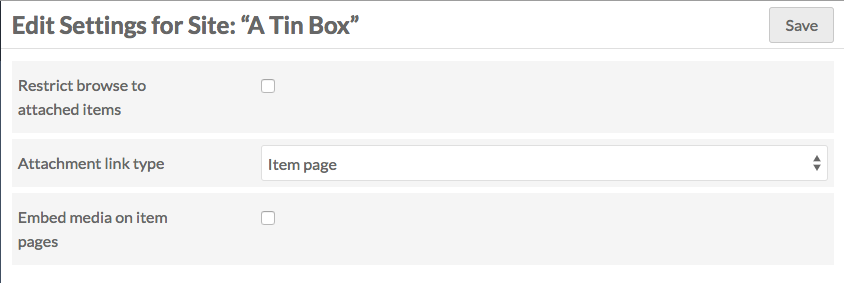 Edit Settings for Site: “A Tin Box”
Save
Restrict browse to
attached items
Attachment link type
Item page
Embed media on item
pages